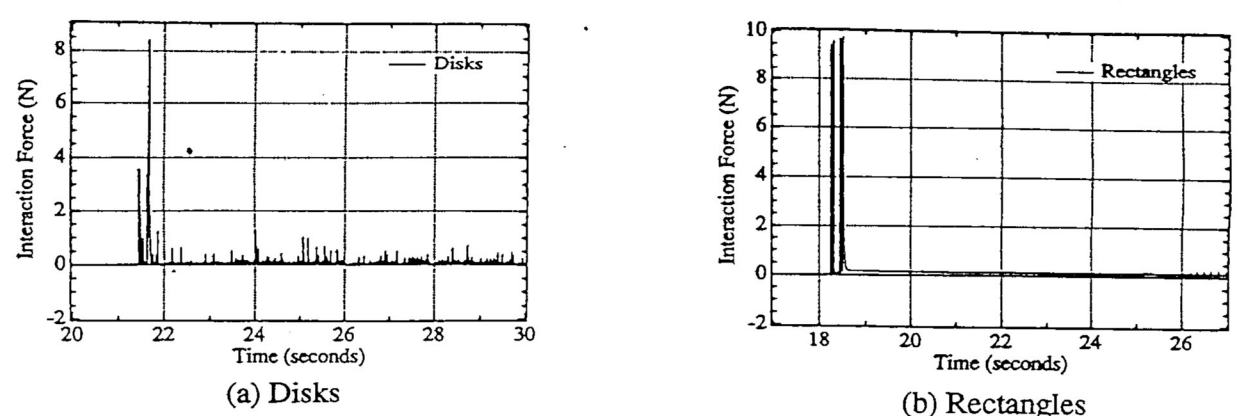 8
6
4
2
0
-2
Interaction Force (N)
Disks
20 22 24 26 28 30
Time (seconds)
(a) Disks
10
8
6
4
2
0
-2
Interaction Force (N)
Rectangles
18 20 22 24 26
Time (seconds)
(b) Rectangles